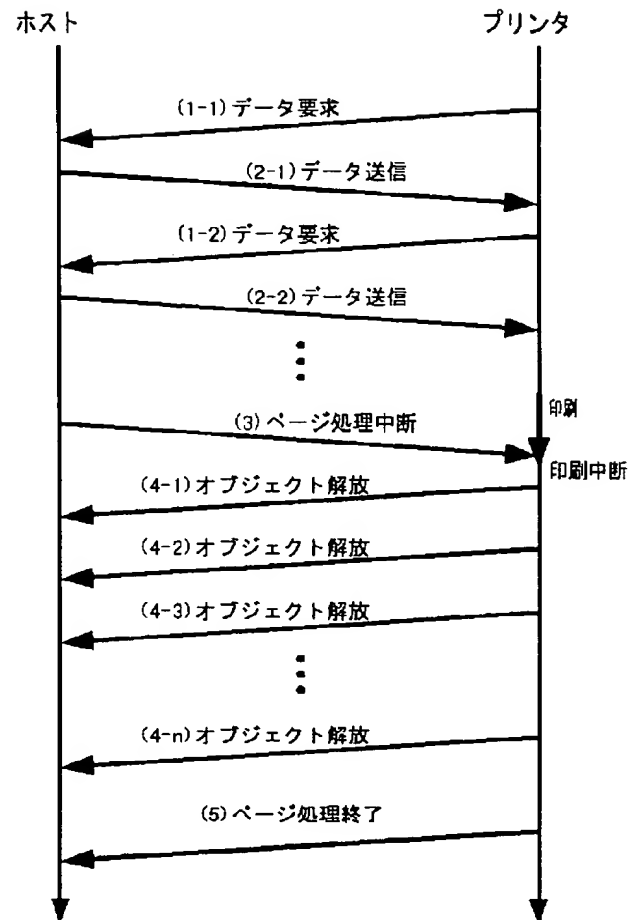 ホスト
プリンタ
(1-1)データ要求
(2-1)データ送信
(1-2)データ要求
(2-2)データ送信
印刷
(3)ページ処理中断
印刷中断
(4-1)オブジェクト解放
(4-2)オブジェクト解放
(4-3)オブジェクト解放
(4-n)オブジェクト解放
(5)ページ処理終了